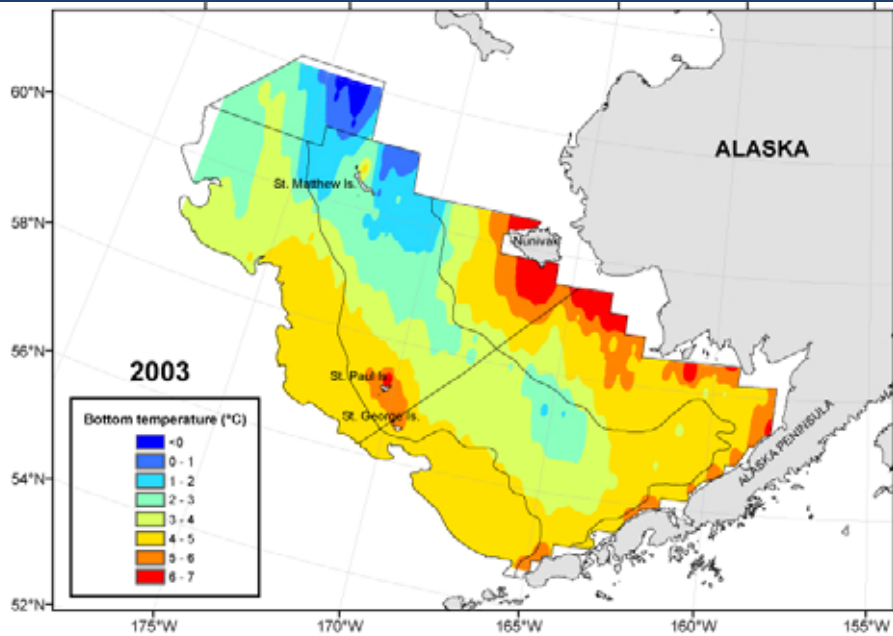 60°N
58°N
56°N
54°N
52°N
175°W
170°W
165°W
160°W
155°W
ALASKA
St. Matthew Is.
Nunivak
St. Paul Is.
St. George Is.
ALASKA PENINSULA
2003
Bottom temperature (°C)
<0
0 - 1
1 - 2
2 - 3
3 - 4
4 - 5
5 - 6
6 - 7